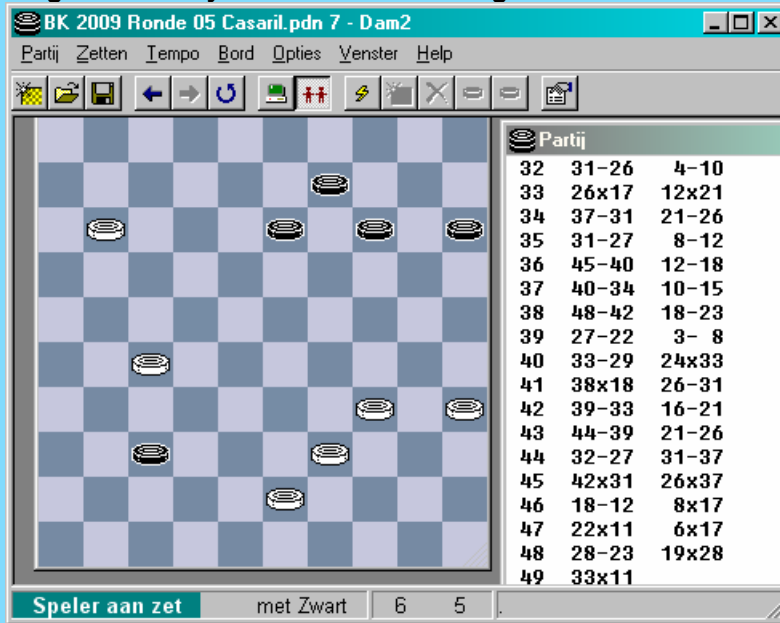 BK 2009 Ronde 05 Casaril.pdn 7 - Dam2
Partij Zetten Tempo Bord Opties Venster Help
Partij
32 31-26 4-10
33 26x17 12x21
34 37-31 21-26
35 31-27 8-12
36 45-40 12-18
37 40-34 10-15
38 48-42 18-23
39 27-22 3- 8
40 33-29 24x33
41 38x18 26-31
42 39-33 16-21
43 44-39 21-26
44 32-27 31-37
45 42x31 26x37
46 18-12 8x17
47 22x11 6x17
48 28-23 19x28
49 33x11
Speler aan zet met Zwart 6 5 .